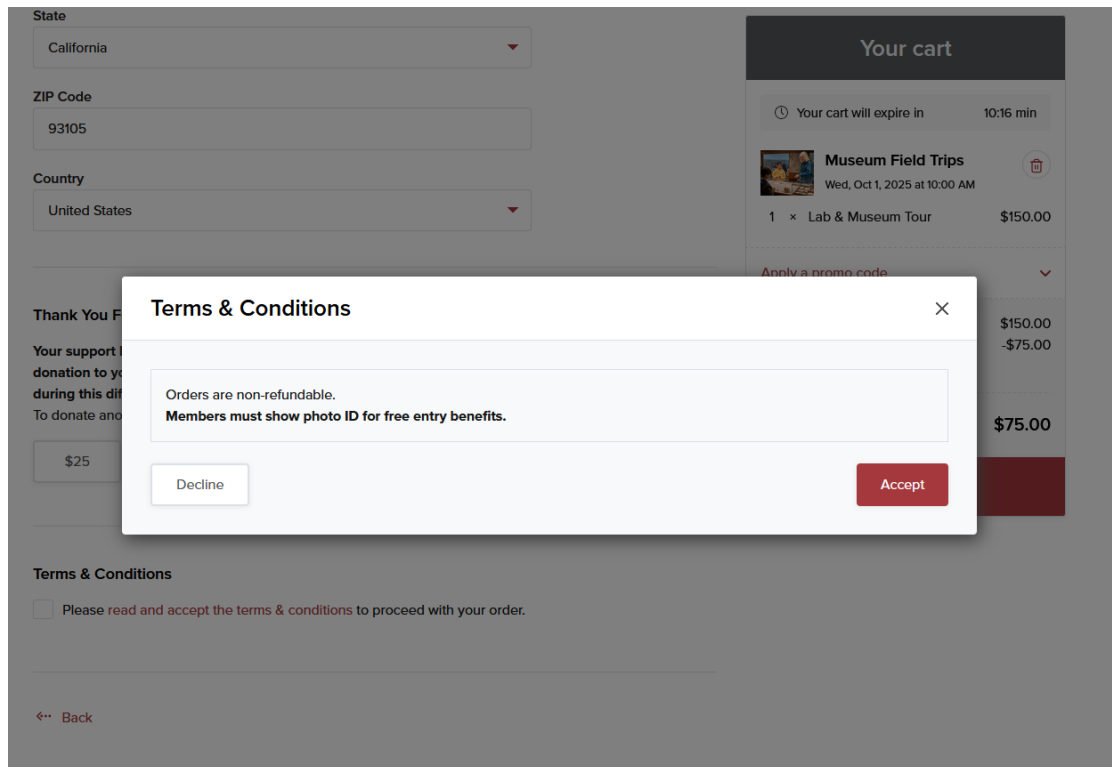 State
California
ZIP Code
93105
Country
United States
Thank You F
Your support
donation to yo
during this dif
To donate ano
$25
Terms & Conditions
Please read and accept the terms & conditions to proceed with your order.
Back
Your cart
Your cart will expire in 10:16 min
Museum Field Trips
Wed, Oct 1, 2025 at 10:00 AM
1 × Lab & Museum Tour $150.00
Apply a promo code
$150.00
-$75.00
$75.00
Terms & Conditions
Orders are non-refundable.
Members must show photo ID for free entry benefits.
Decline
Accept